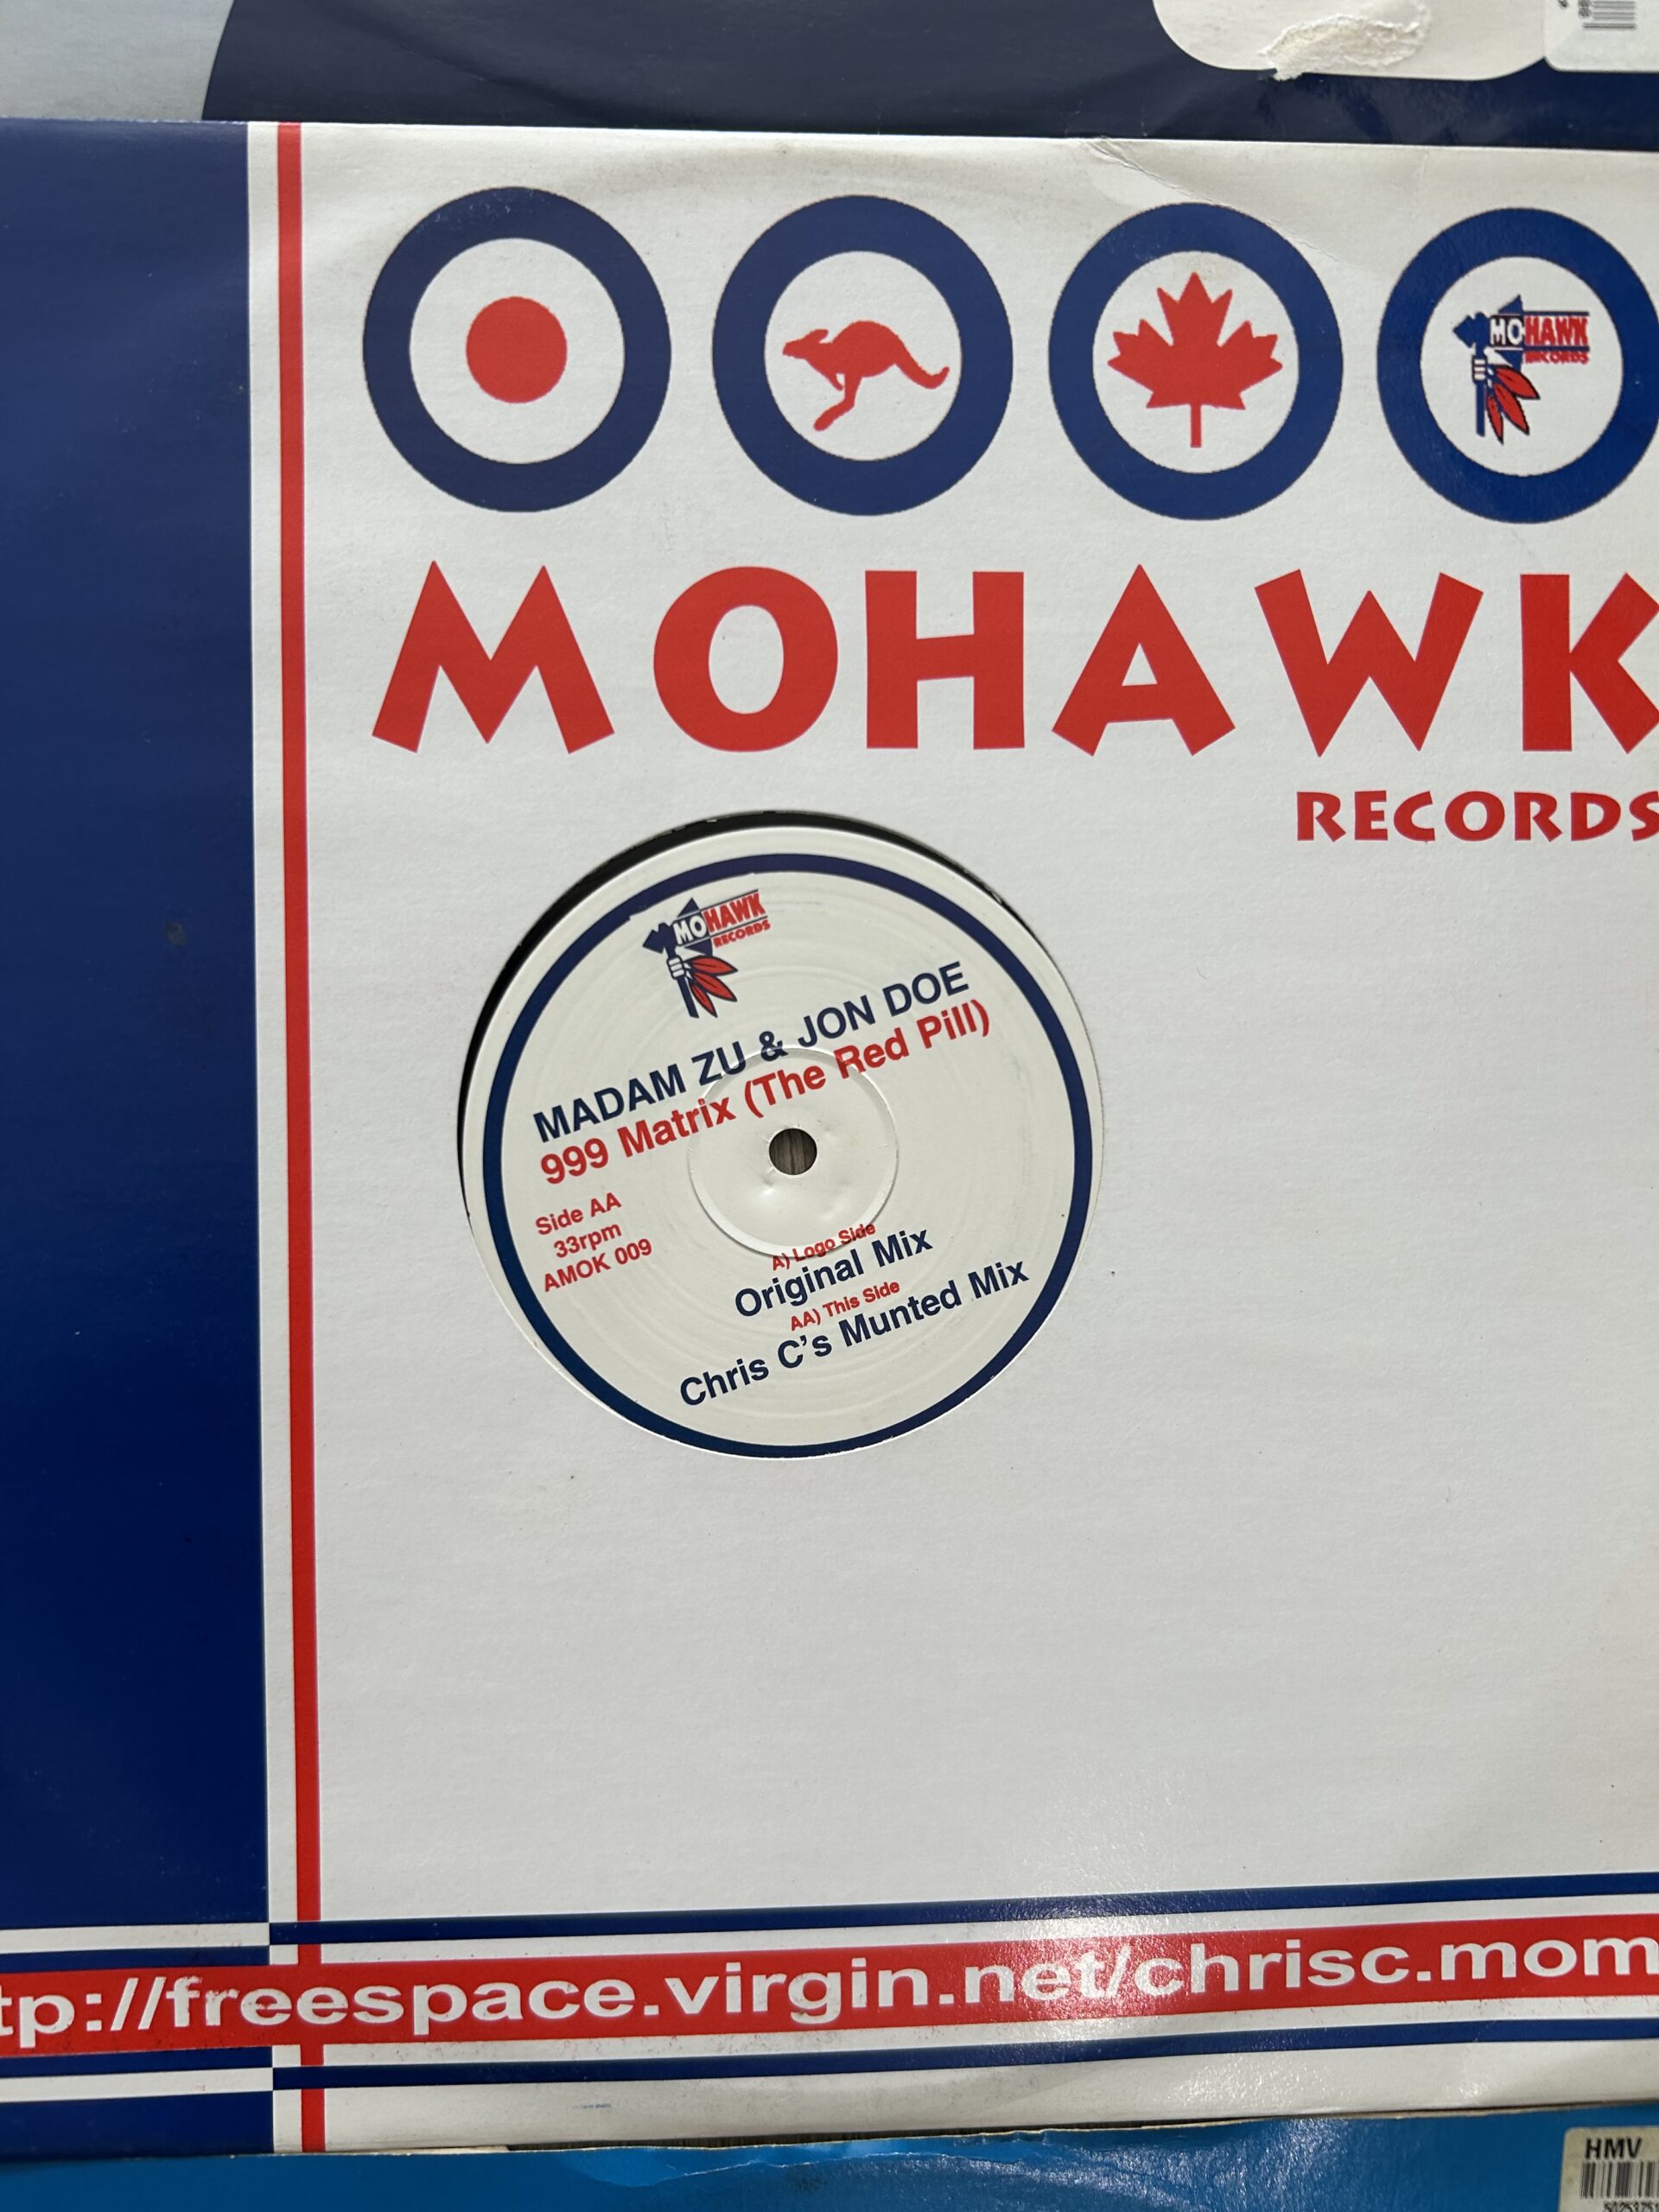 MOHAWK
RECORDS
MOHAWK
RECORDS
MOHAWK
RECORDS
MADAM ZU & JON DOE
999 Matrix (The Red Pill)
Side AA
33rpm
AMOK 009
A) Logo Side
Original Mix
AA) This Side
Chris C's Munted Mix
tp://freespace.virgin.net/chrisc.mom
HMV